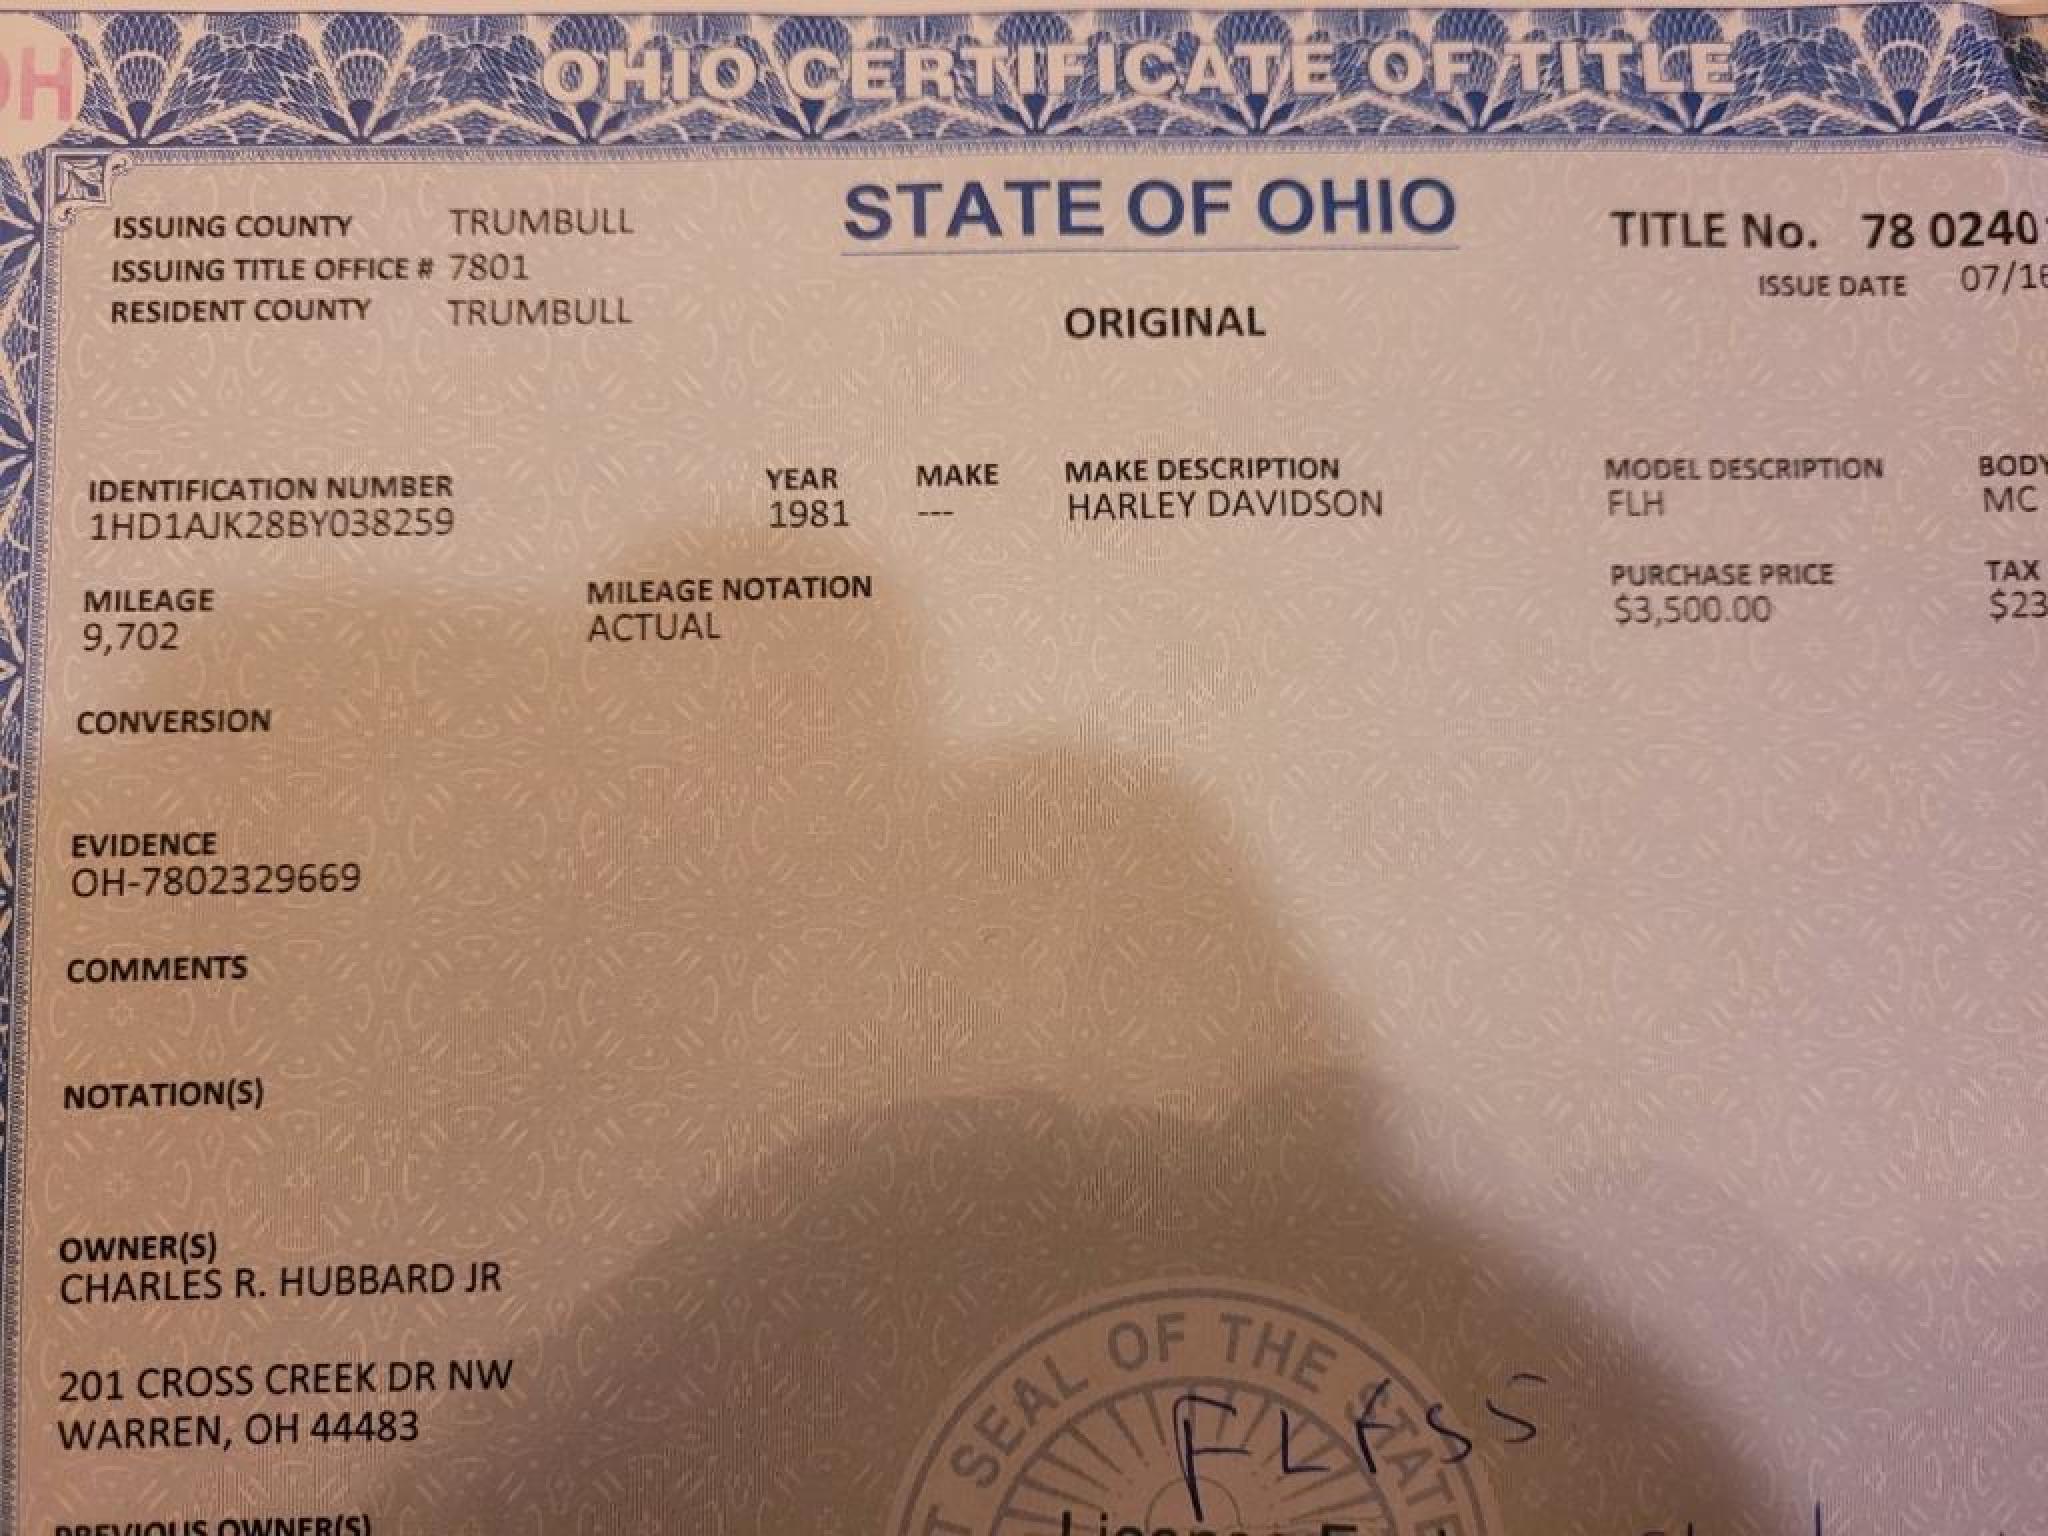 OH
OHIO CERTIFICATE OF TITLE
STATE OF OHIO
ISSUING COUNTY TRUMBULL
ISSUING TITLE OFFICE # 7801
RESIDENT COUNTY TRUMBULL
TITLE No. 78 0240
ISSUE DATE 07/16
ORIGINAL
IDENTIFICATION NUMBER YEAR MAKE MAKE DESCRIPTION MODEL DESCRIPTION BODY
1HD1AJK28BY038259 1981 --- HARLEY DAVIDSON FLH MC
MILEAGE MILEAGE NOTATION PURCHASE PRICE TAX
9,702 ACTUAL $3,500.00 $23
CONVERSION
EVIDENCE
OH-7802329669
COMMENTS
NOTATION(S)
OWNER(S)
CHARLES R. HUBBARD JR
201 CROSS CREEK DR NW
WARREN, OH 44483
SEAL OF THE STATE
PREVIOUS OWNER(S)